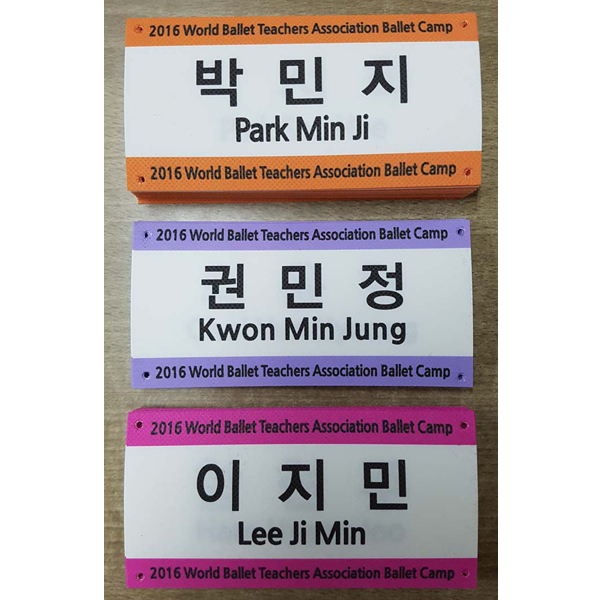 2016 World Ballet Teachers Association Ballet Camp
박 민 지
Park Min Ji
2016 World Ballet Teachers Association Ballet Camp
2016 World Ballet Teachers Association Ballet Camp
권 민 정
Kwon Min Jung
2016 World Ballet Teachers Association Ballet Camp
2016 World Ballet Teachers Association Ballet Camp
이 지 민
Lee Ji Min
2016 World Ballet Teachers Association Ballet Camp